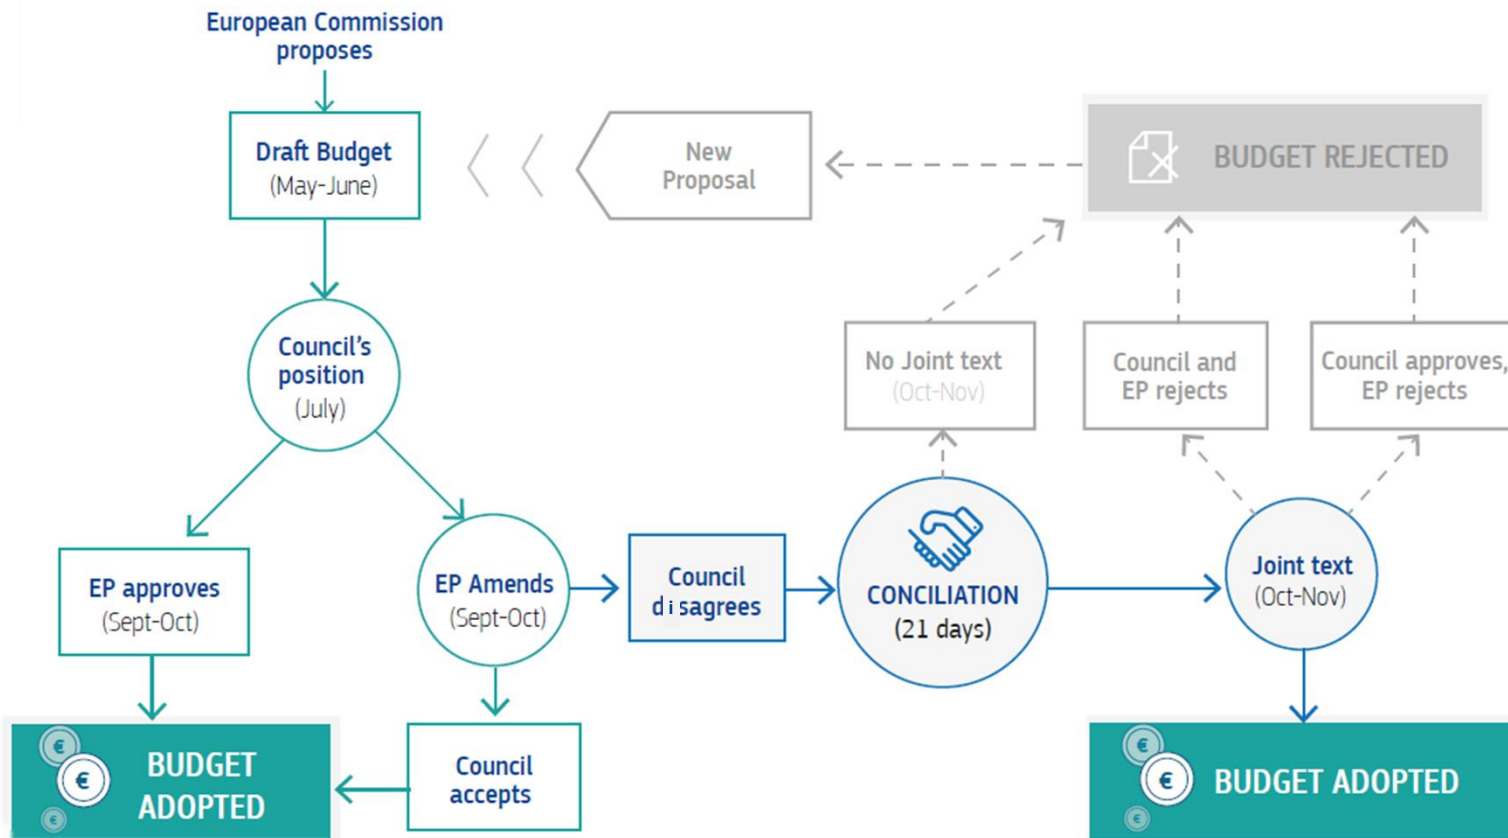 European Commission
proposes
Draft Budget
(May-June)
New
Proposal
BUDGET REJECTED
Council's
position
(July)
No Joint text
(Oct-Nov)
Council and
EP rejects
Council approves,
EP rejects
EP approves
(Sept-Oct)
EP Amends
(Sept-Oct)
Council
disagrees
CONCILIATION
(21 days)
Joint text
(Oct-Nov)
€
€
€
BUDGET
ADOPTED
Council
accepts
€
€
€
BUDGET ADOPTED